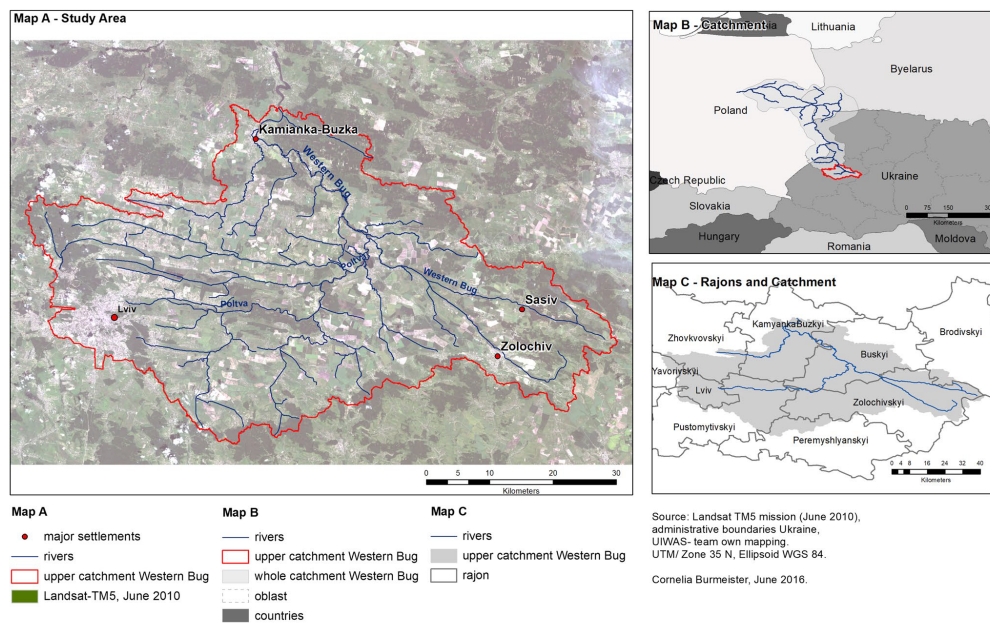 Map A - Study Area
Kamianka-Buzka
Western Bug
Poltva
Western Bug
Lviv
Poltva
Sasiv
Zolochiv
0 5 10 20 30
Kilometers
Map B - Catchment
Lithuania
Byelarus
Poland
Ukraine
Czech Republic
Slovakia
Hungary
Romania
Moldova
0 75 150 300
Kilometers
Map C - Rajons and Catchment
KamyankaBuzkyi
Brodivskyi
Zhovkvovskyi
Buskyi
Yavoriyskyi
Lviv
Zolochivskyi
Pustomytivskyi
Peremyshlyanskyi
0 4 8 16 24 32 40
Kilometers
Map A
major settlements
rivers
upper catchment Western Bug
Landsat-TM5, June 2010
Map B
rivers
upper catchment Western Bug
whole catchment Western Bug
oblast
countries
Map C
rivers
upper catchment Western Bug
rajon
Source: Landsat TM5 mission (June 2010),
administrative boundaries Ukraine,
UIWAS- team own mapping.
UTM/ Zone 35 N, Ellipsoid WGS 84.
Cornelia Burmeister, June 2016.